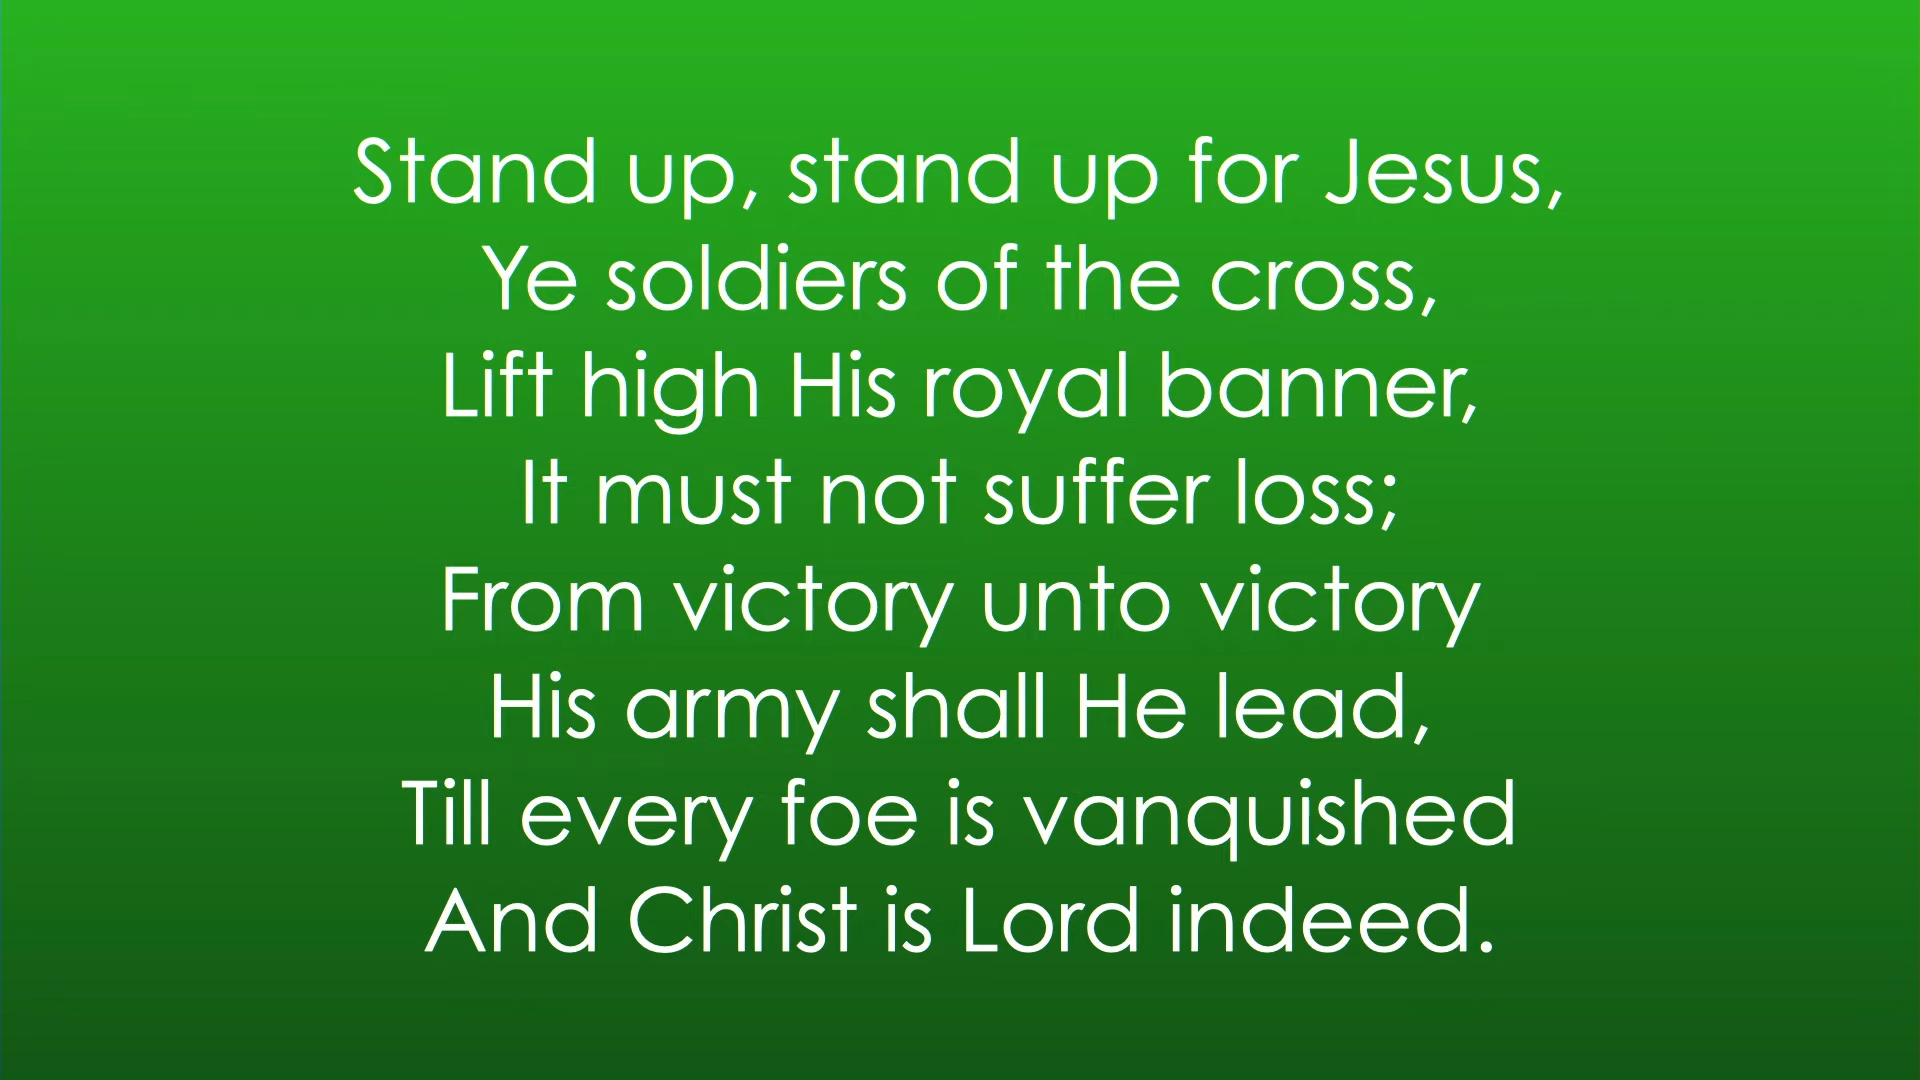 Stand up, stand up for Jesus,
Ye soldiers of the cross,
Lift high His royal banner,
It must not suffer loss;
From victory unto victory
His army shall He lead,
Till every foe is vanquished
And Christ is Lord indeed.